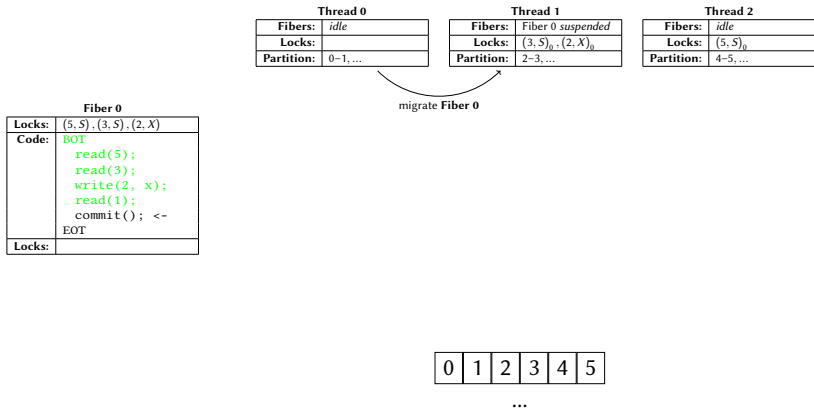 Thread 0
Fibers: idle
Locks:
Partition: 0–1, ...
Thread 1
Fibers: Fiber 0 suspended
Locks: (3, S)₀ , (2, X)₀
Partition: 2–3, ...
Thread 2
Fibers: idle
Locks: (5, S)₀
Partition: 4–5, ...
migrate Fiber 0
Fiber 0
Locks: (5, S) , (3, S) , (2, X)
Code: BOT
read(5);
read(3);
write(2, x);
read(1);
commit(); <-
EOT
Locks:
0 1 2 3 4 5
...